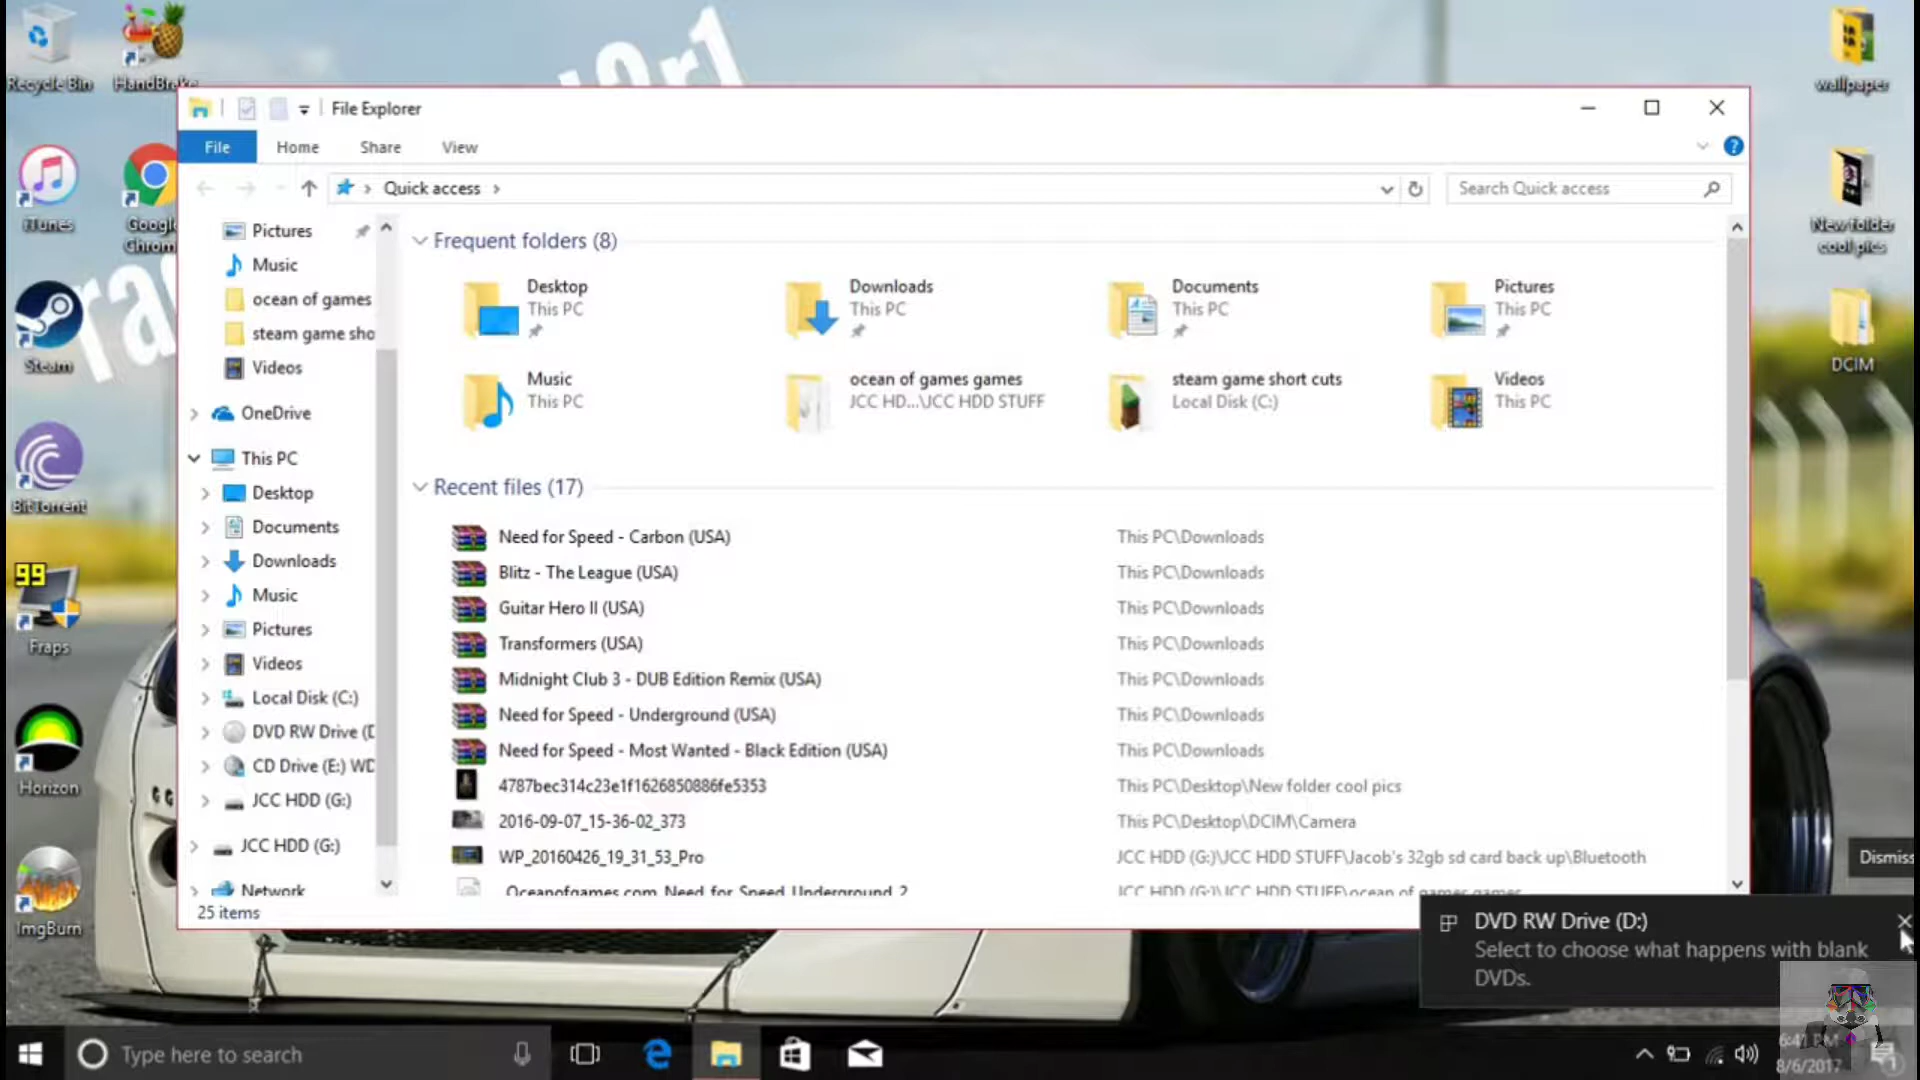 Recycle Bin
HandBrake
iTunes
Google
Chrom
Steam
BitTorrent
99
Fraps
Horizon
ImgBurn
wallpaper
New folder
cool pics
DCIM
File Explorer
File
Home
Share
View
Quick access
Search Quick access
Pictures
Music
ocean of games
steam game sho
Videos
OneDrive
This PC
Desktop
Documents
Downloads
Music
Pictures
Videos
Local Disk (C:)
DVD RW Drive (D
CD Drive (E:) WD
JCC HDD (G:)
JCC HDD (G:)
Network
Frequent folders (8)
Desktop
This PC
Downloads
This PC
Documents
This PC
Pictures
This PC
Music
This PC
ocean of games games
JCC HD...\JCC HDD STUFF
steam game short cuts
Local Disk (C:)
Videos
This PC
Recent files (17)
Need for Speed - Carbon (USA) This PC\Downloads
Blitz - The League (USA) This PC\Downloads
Guitar Hero II (USA) This PC\Downloads
Transformers (USA) This PC\Downloads
Midnight Club 3 - DUB Edition Remix (USA) This PC\Downloads
Need for Speed - Underground (USA) This PC\Downloads
Need for Speed - Most Wanted - Black Edition (USA) This PC\Downloads
4787bec314c23e1f1626850886fe5353 This PC\Desktop\New folder cool pics
2016-09-07_15-36-02_373 This PC\Desktop\DCIM\Camera
WP_20160426_19_31_53_Pro JCC HDD (G:)\JCC HDD STUFF\Jacob's 32gb sd card back up\Bluetooth
Oceanofgames.com_Need_for_Speed_Underground_2 JCC HDD (G:)\JCC HDD STUFF\ocean of games games
25 items
Dismiss
DVD RW Drive (D:)
Select to choose what happens with blank
DVDs.
Type here to search
8/6/2017